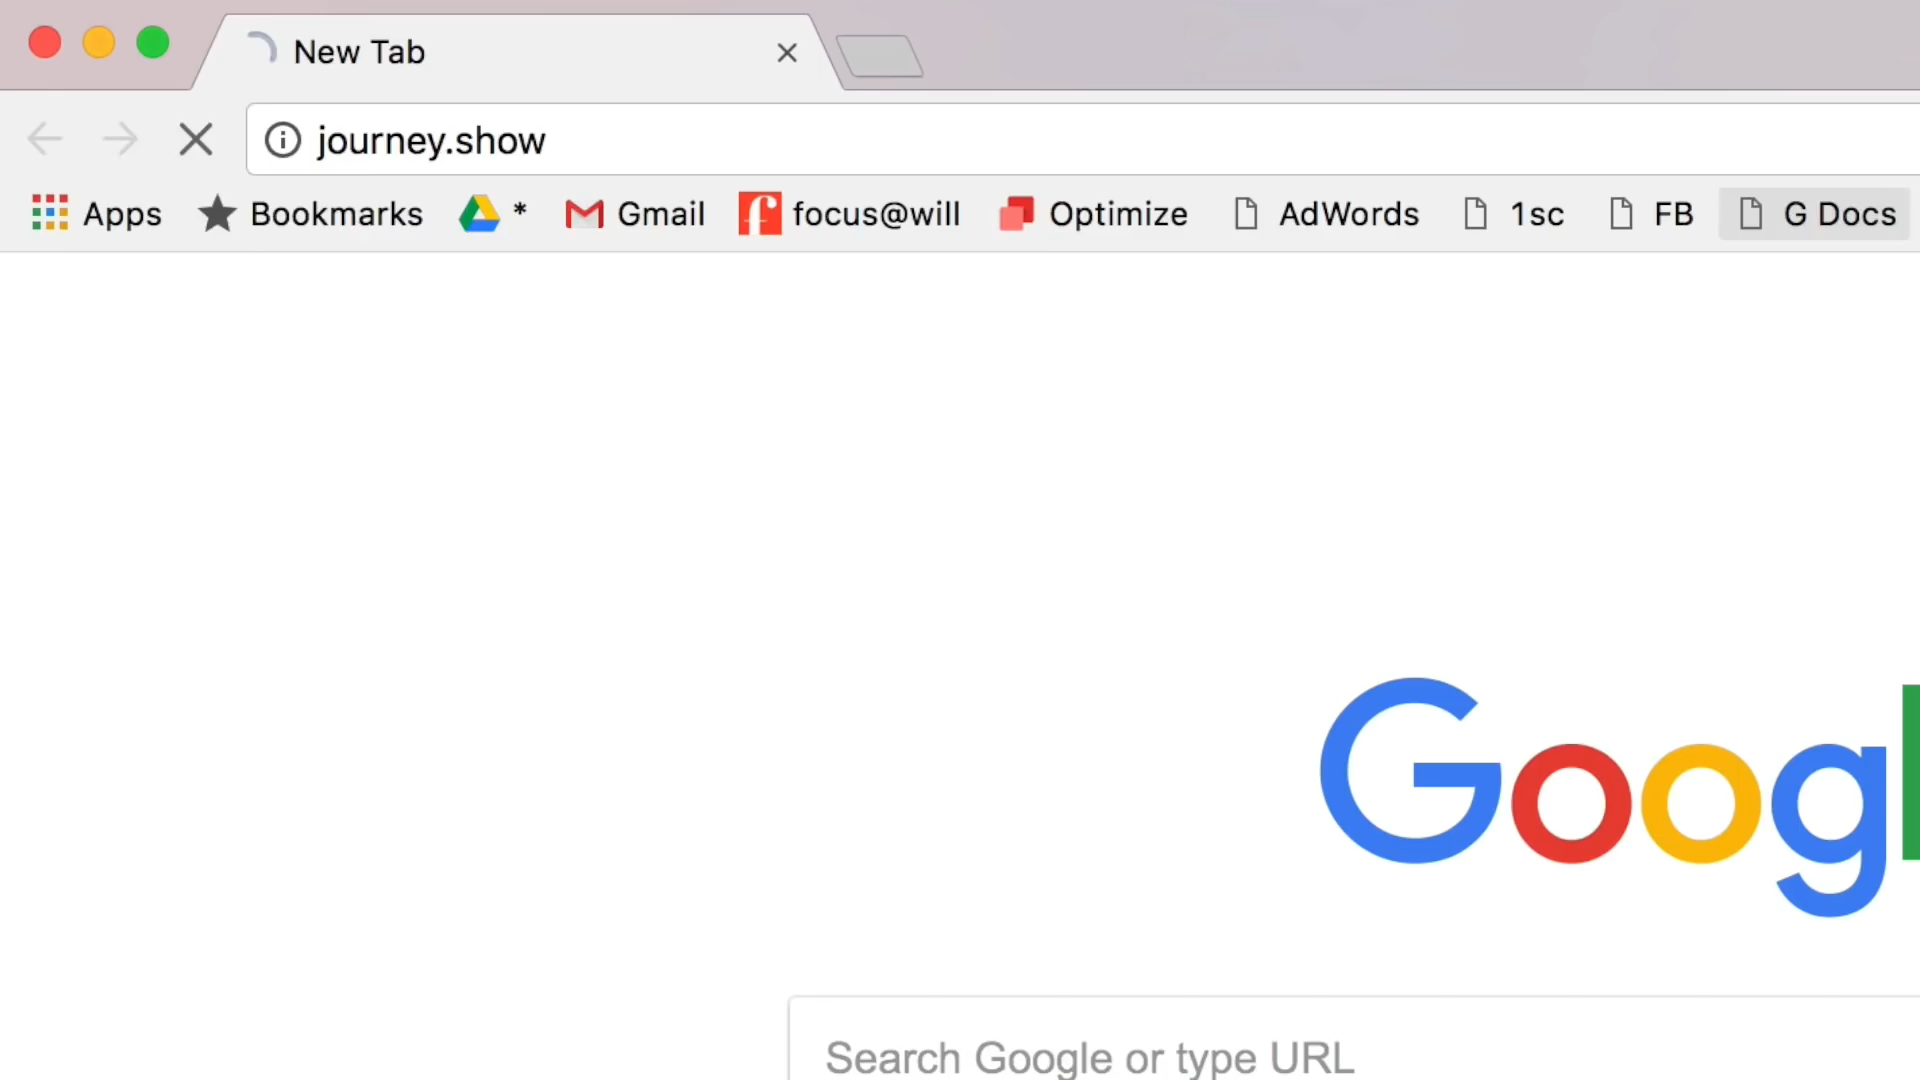 New Tab
journey.show
Apps Bookmarks * Gmail focus@will Optimize AdWords 1sc FB G Docs
Googl
Search Google or type URL